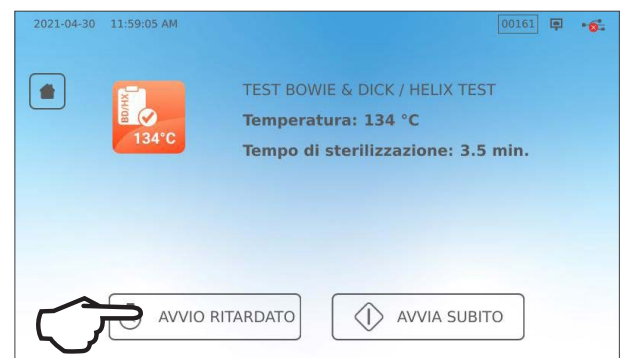 2021-04-30 11:59:05 AM 00161
BD/HX
134°C
TEST BOWIE & DICK / HELIX TEST
Temperatura: 134 °C
Tempo di sterilizzazione: 3.5 min.
AVVIO RITARDATO
AVVIA SUBITO